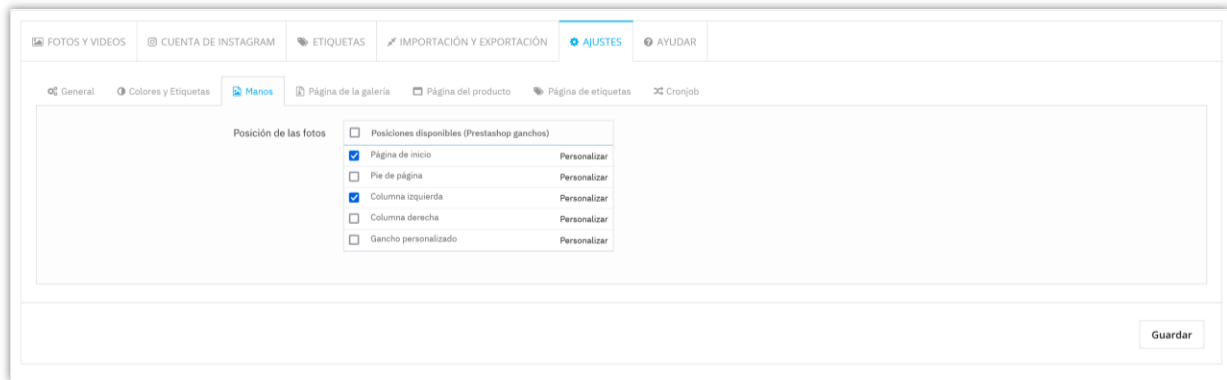 FOTOS Y VIDEOS CUENTA DE INSTAGRAM ETIQUETAS IMPORTACIÓN Y EXPORTACIÓN AJUSTES AYUDAR
General Colores y Etiquetas Manos Página de la galería Página del producto Página de etiquetas Cronjob
Posición de las fotos Posiciones disponibles (Prestashop ganchos)
Página de inicio Personalizar
Pie de página Personalizar
Columna izquierda Personalizar
Columna derecha Personalizar
Gancho personalizado Personalizar
Guardar